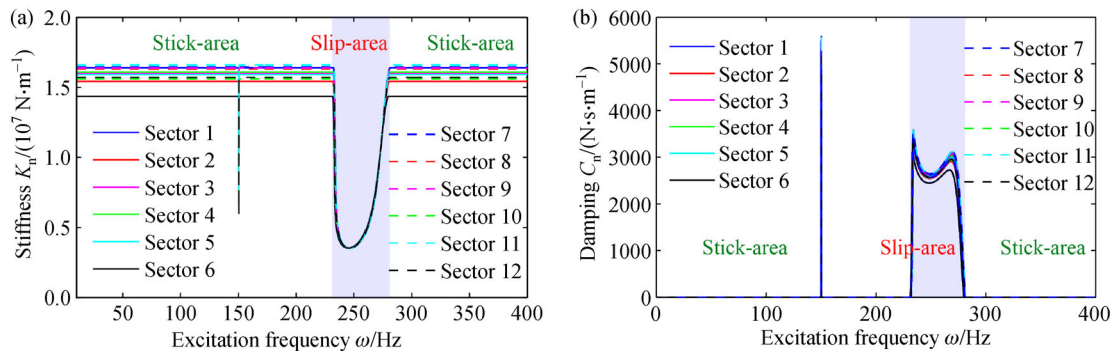 (a)
Stiffness Kn/(10^7 N·m^−1)
2.0
1.5
1.0
0.5
0.0
Stick-area
Slip-area
Stick-area
Sector 1
Sector 2
Sector 3
Sector 4
Sector 5
Sector 6
Sector 7
Sector 8
Sector 9
Sector 10
Sector 11
Sector 12
50 100 150 200 250 300 350 400
Excitation frequency ω/Hz
(b)
Damping Cn/(N·s·m^−1)
6000
5000
4000
3000
2000
1000
0
Sector 1
Sector 2
Sector 3
Sector 4
Sector 5
Sector 6
Sector 7
Sector 8
Sector 9
Sector 10
Sector 11
Sector 12
Stick-area
Slip-area
Stick-area
0 100 200 300 400
Excitation frequency ω/Hz